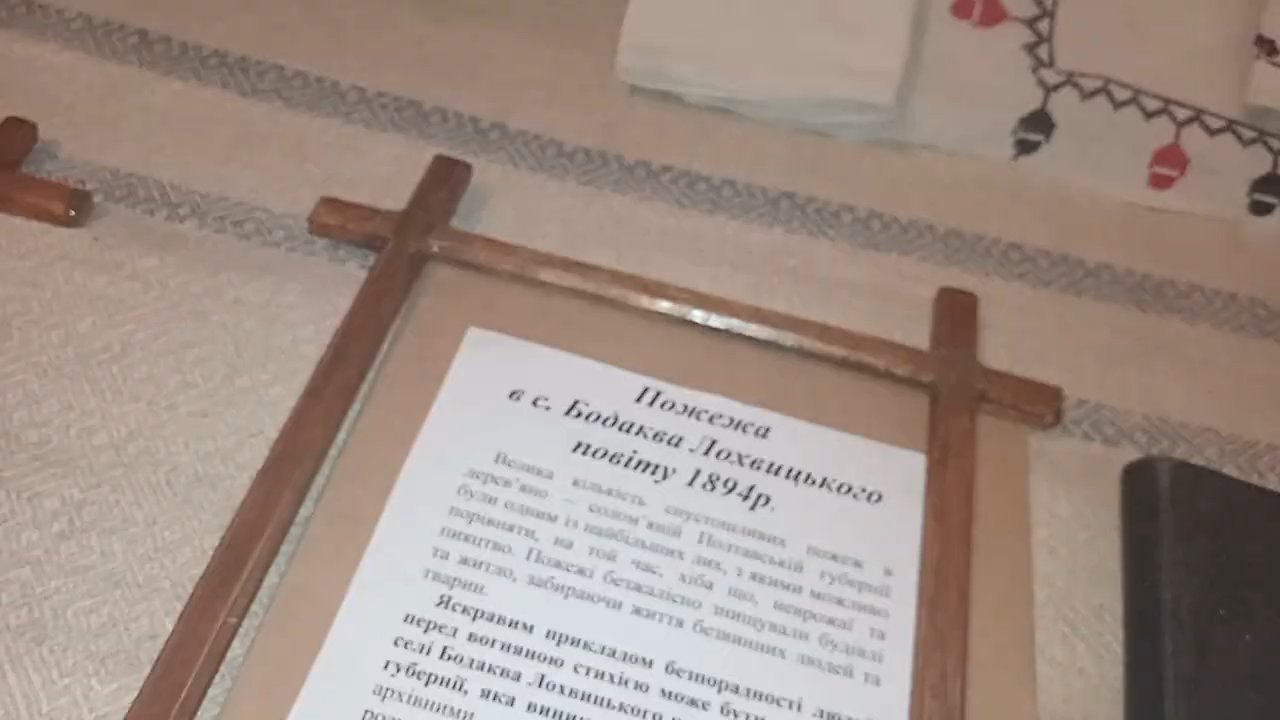 Пожежа
в с. Бодаква Лохвицького
повіту 1894р.
Велика кількість спустошливих пожеж в
дерев'яно – солом'яній Полтавській губернії
були одним із найбільших лих, з якими можливо
порівняти, на той час, хіба що, неврожаї та
пияцтво. Пожежі безжалісно знищували будівлі
та житло, забираючи життя безвинних людей та
тварин.
Яскравим прикладом безпорадності
перед вогняною стихією може бути
селі Бодаква Лохвицького
губернії, яка
архівними